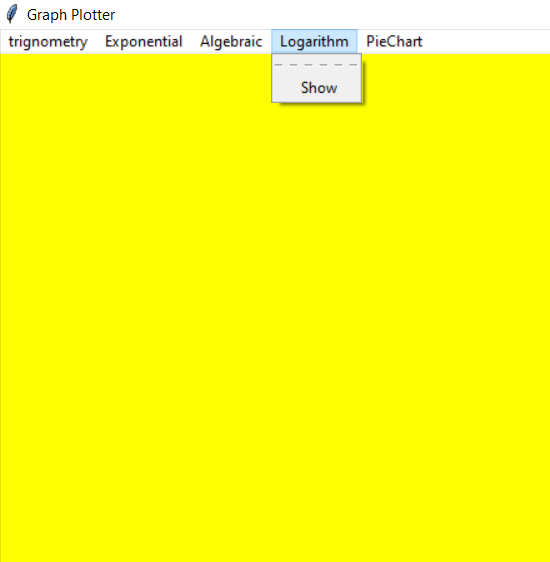 Graph Plotter
trignometry Exponential Algebraic Logarithm PieChart
Show